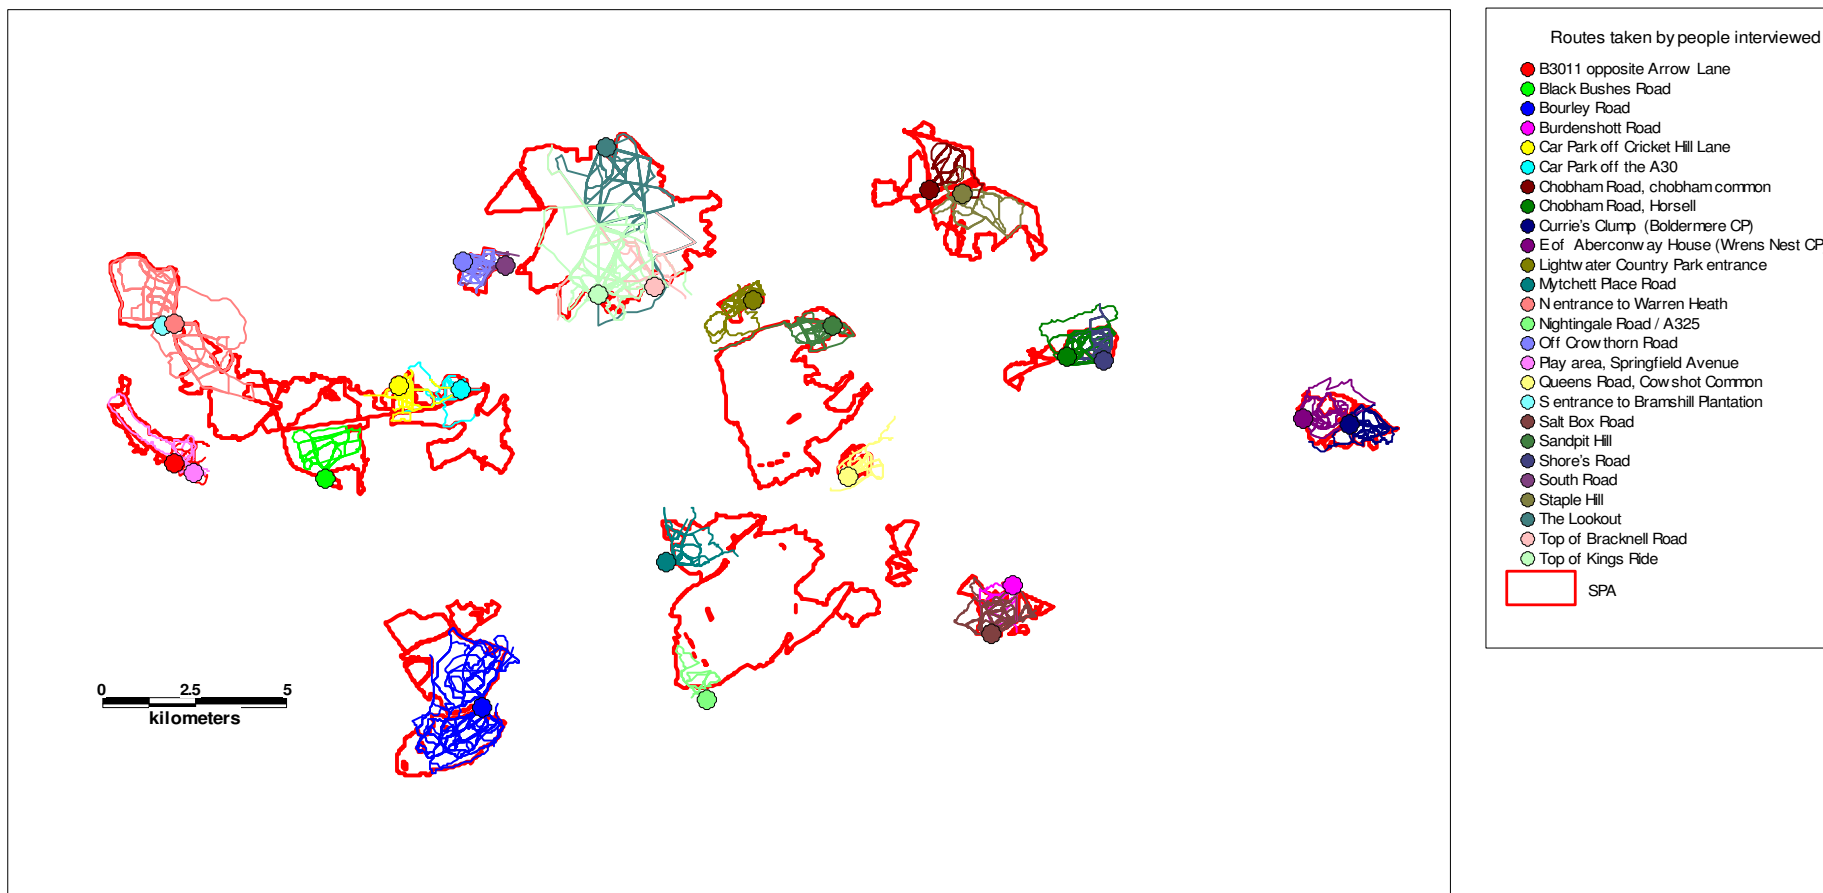 Routes taken by people interviewed
B3011 opposite Arrow Lane
Black Bushes Road
Bourley Road
Burdenshott Road
Car Park off Cricket Hill Lane
Car Park off the A30
Chobham Road, chobham common
Chobham Road, Horsell
Currie's Clump (Boldermere CP)
E of Aberconway House (Wrens Nest CP
Lightwater Country Park entrance
Mytchett Place Road
N entrance to Warren Heath
Nightingale Road / A325
Off Crowthorn Road
Play area, Springfield Avenue
Queens Road, Cowshot Common
S entrance to Bramshill Plantation
Salt Box Road
Sandpit Hill
Shore's Road
South Road
Staple Hill
The Lookout
Top of Bracknell Road
Top of Kings Ride
SPA
0 2.5 5
kilometers